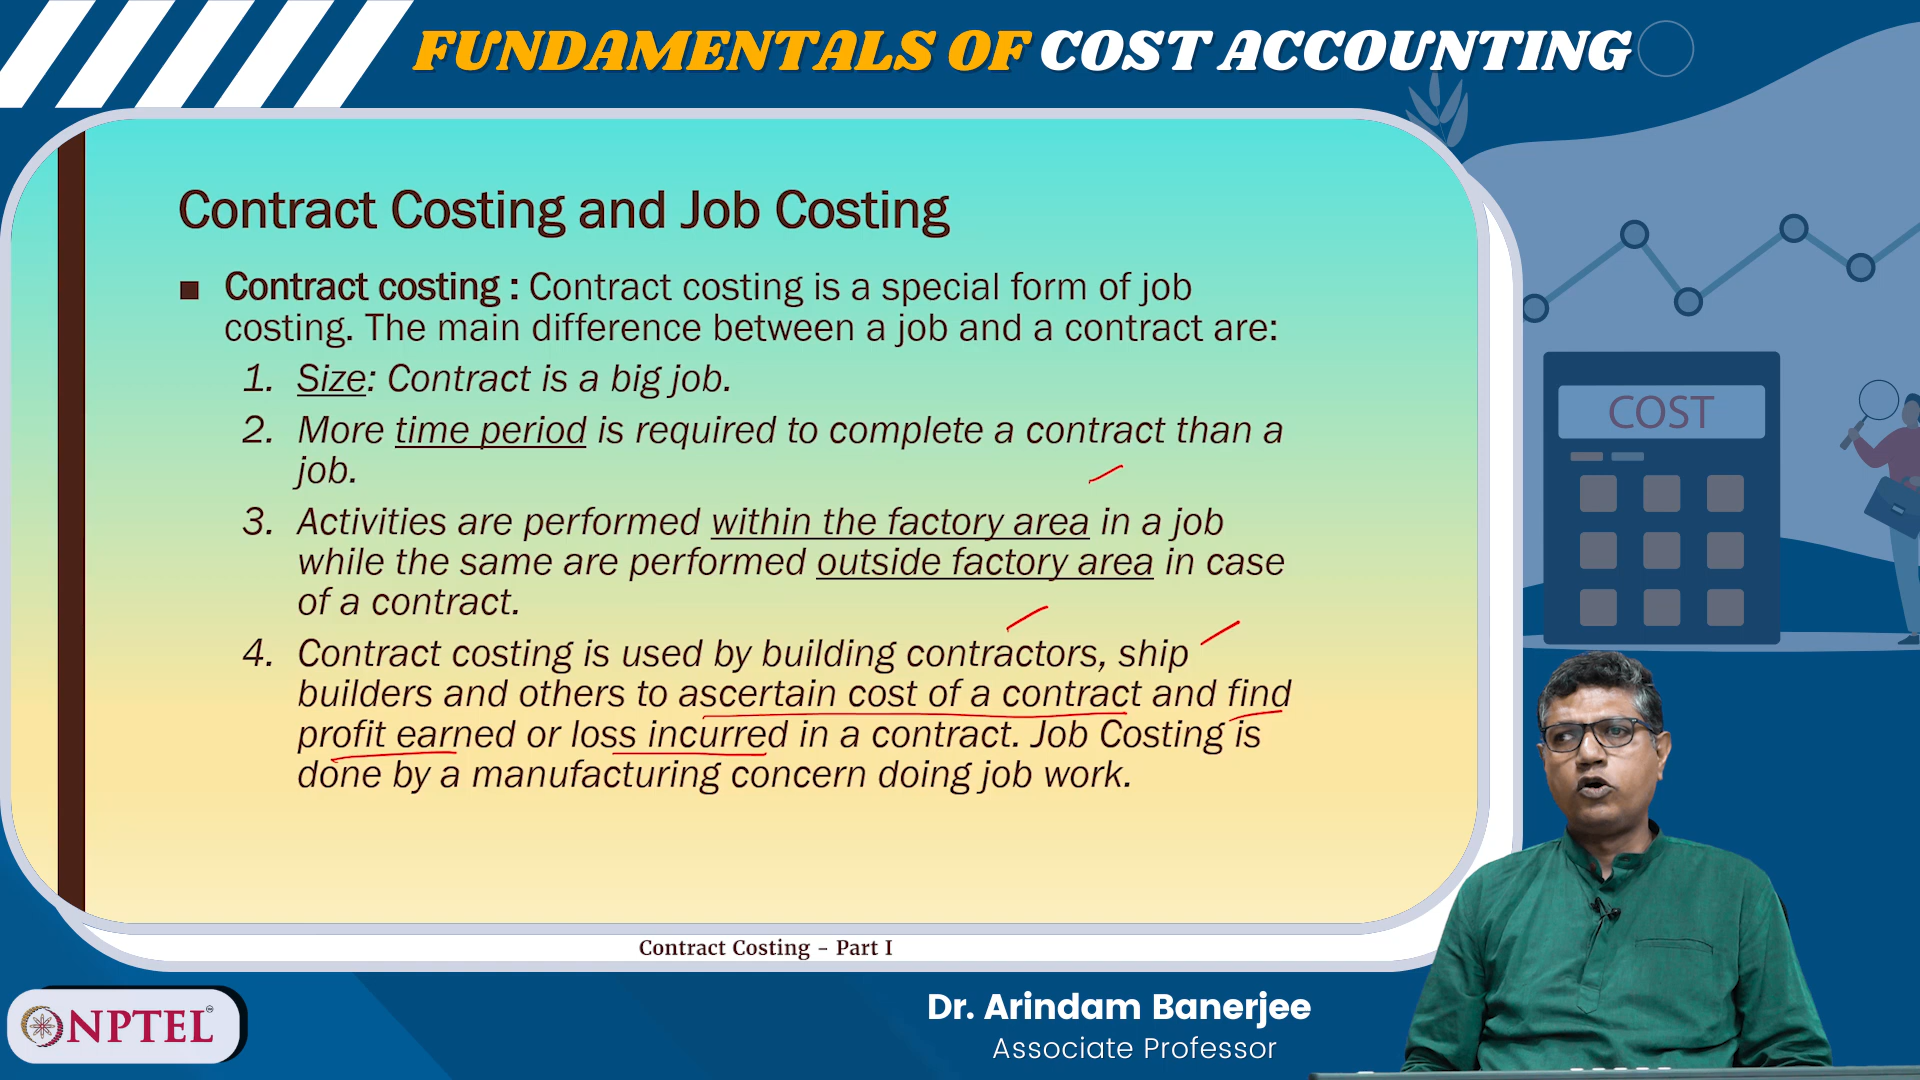 FUNDAMENTALS OF COST ACCOUNTING
Contract Costing and Job Costing
■ Contract costing : Contract costing is a special form of job
costing. The main difference between a job and a contract are:
1. Size: Contract is a big job.
2. More time period is required to complete a contract than a
job.
3. Activities are performed within the factory area in a job
while the same are performed outside factory area in case
of a contract.
4. Contract costing is used by building contractors, ship
builders and others to ascertain cost of a contract and find
profit earned or loss incurred in a contract. Job Costing is
done by a manufacturing concern doing job work.
COST
Contract Costing – Part I
NPTEL
Dr. Arindam Banerjee
Associate Professor